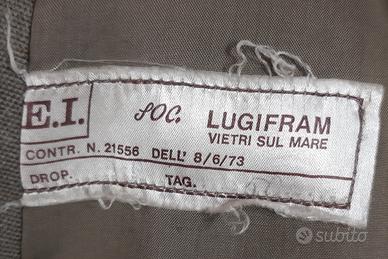 E.I.
SOC. LUGIFRAM
VIETRI SUL MARE
CONTR. N. 21556 DELL' 8/6/73
DROP. TAG.
subito